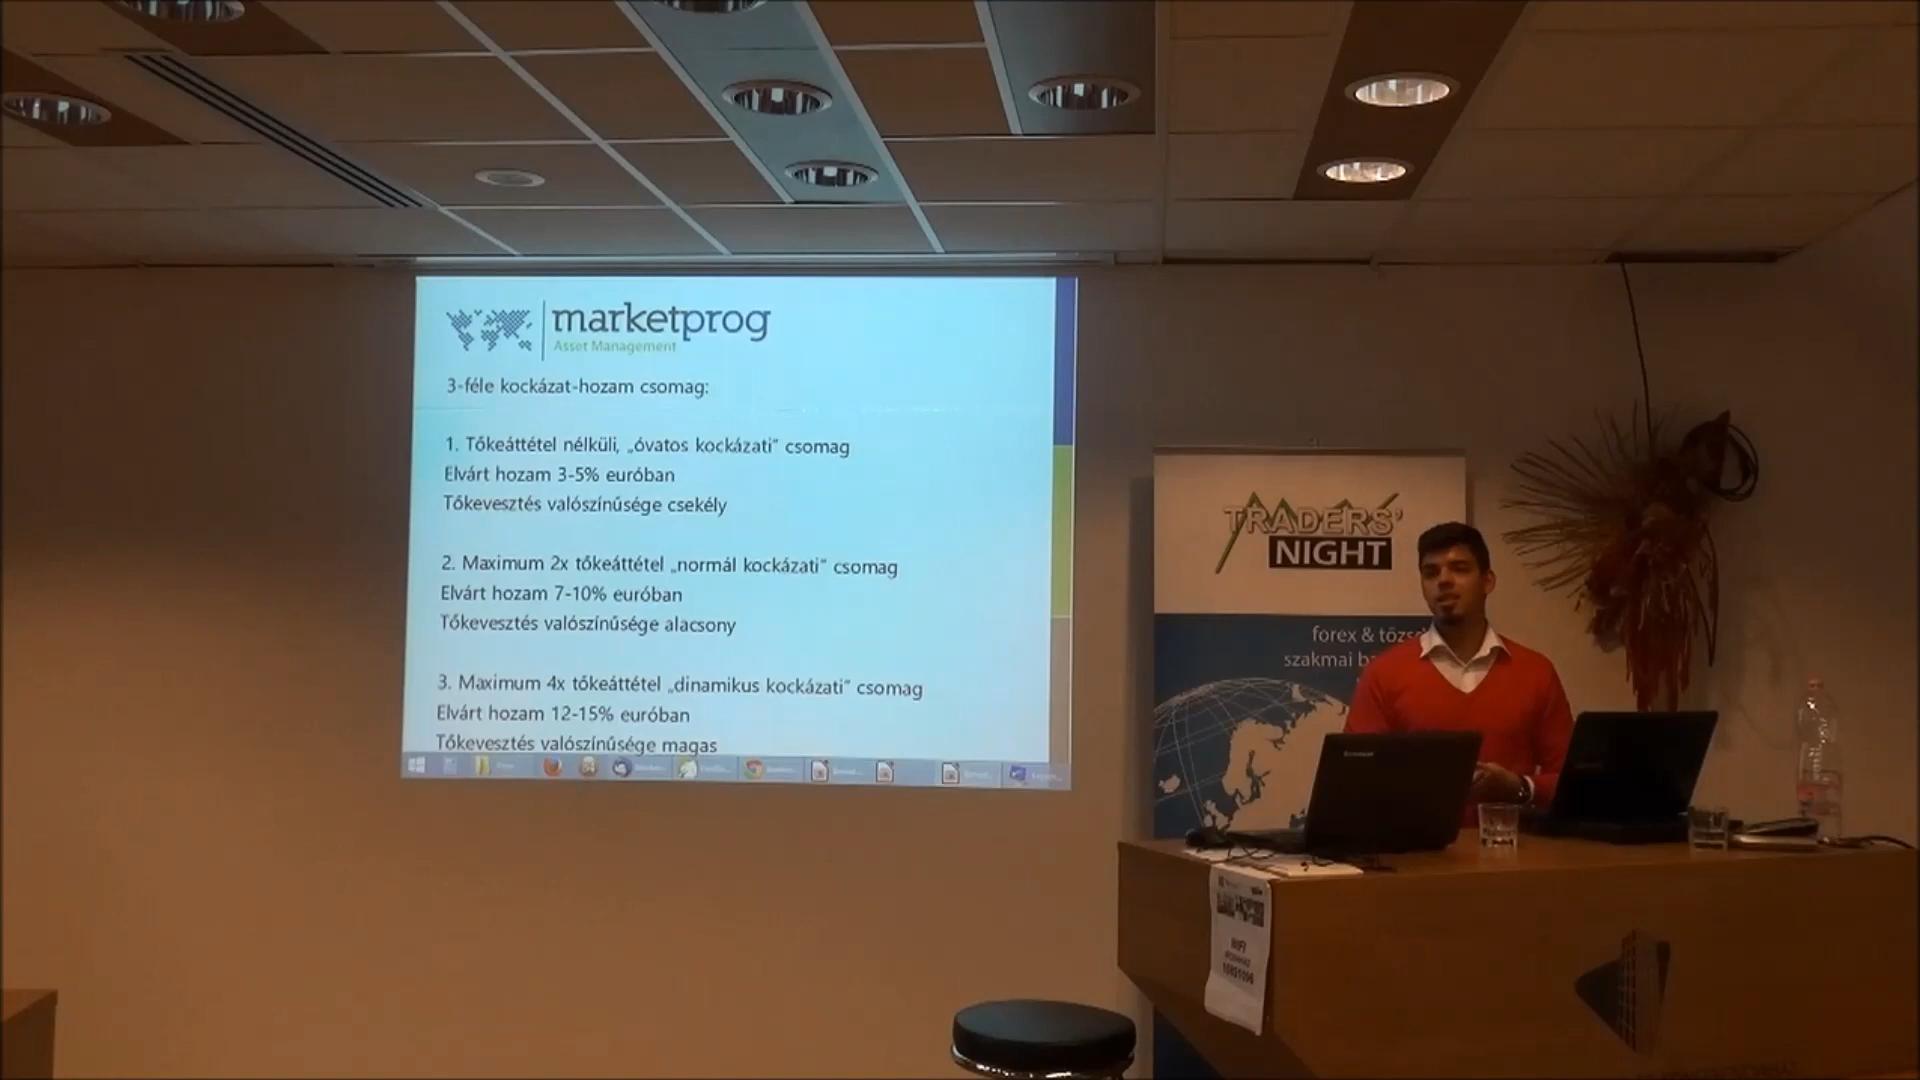 marketprog
Asset Management
3-féle kockázat-hozam csomag:
1. Tőkeáttétel nélküli, „óvatos kockázati” csomag
Elvárt hozam 3-5% euróban
Tőkevesztés valószínűsége csekély
2. Maximum 2x tőkeáttétel „normál kockázati” csomag
Elvárt hozam 7-10% euróban
Tőkevesztés valószínűsége alacsony
3. Maximum 4x tőkeáttétel „dinamikus kockázati” csomag
Elvárt hozam 12-15% euróban
Tőkevesztés valószínűsége magas
TRADERS'
NIGHT
forex & tőzs
szakmai
lenovo
WIFI